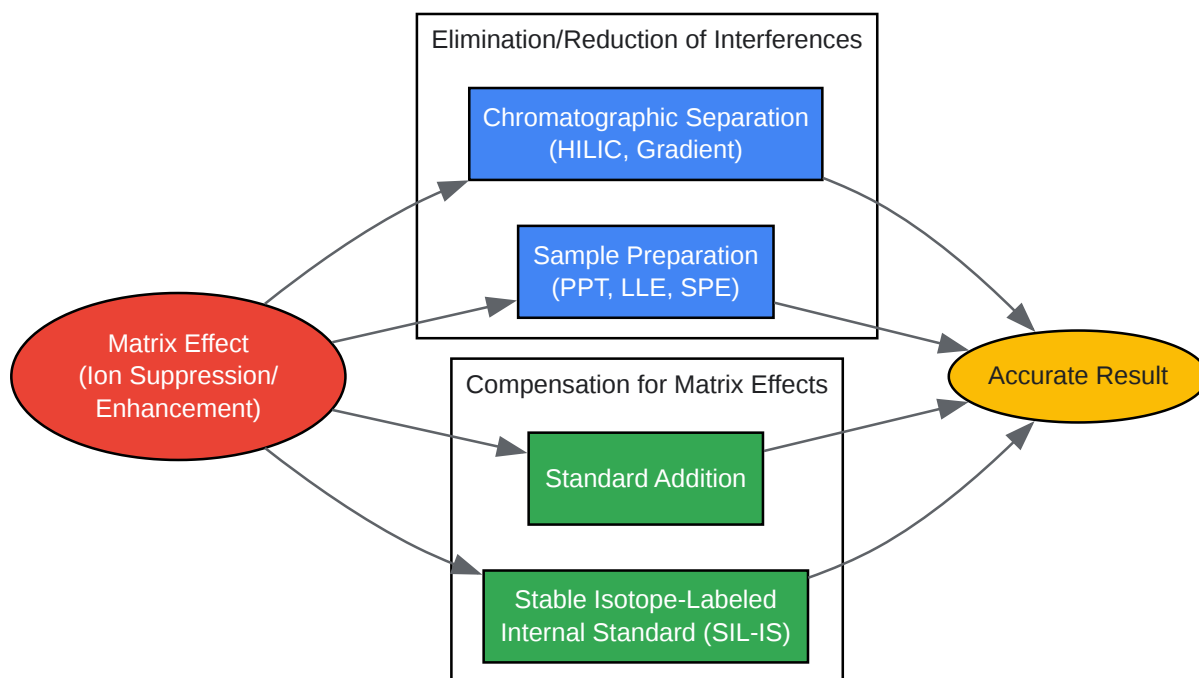 Elimination/Reduction of Interferences
Chromatographic Separation
(HILIC, Gradient)
Sample Preparation
(PPT, LLE, SPE)
Matrix Effect
(Ion Suppression/
Enhancement)
Compensation for Matrix Effects
Standard Addition
Stable Isotope-Labeled
Internal Standard (SIL-IS)
Accurate Result